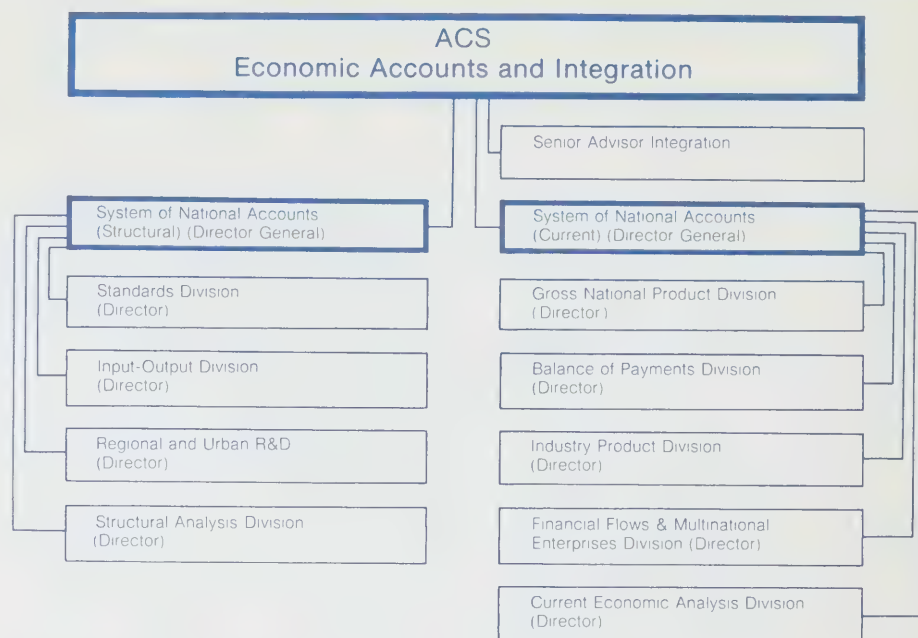 ACS
Economic Accounts and Integration
Senior Advisor Integration
System of National Accounts
(Structural) (Director General)
Standards Division
(Director)
Input-Output Division
(Director)
Regional and Urban R&D
(Director)
Structural Analysis Division
(Director)
System of National Accounts
(Current) (Director General)
Gross National Product Division
(Director)
Balance of Payments Division
(Director)
Industry Product Division
(Director)
Financial Flows & Multinational
Enterprises Division (Director)
Current Economic Analysis Division
(Director)